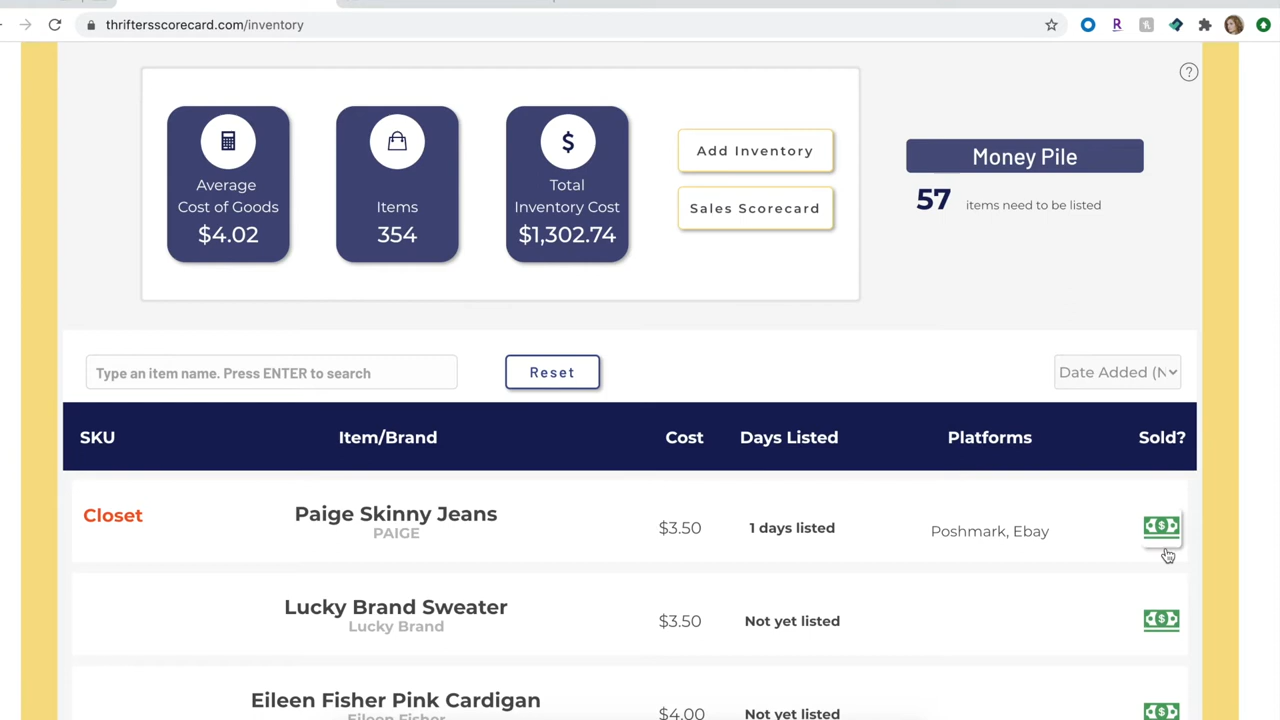 thriftersscorecard.com/inventory
R
?
$
Average
Cost of Goods
$4.02
Items
354
Total
Inventory Cost
$1,302.74
Add Inventory
Sales Scorecard
Money Pile
57 items need to be listed
Type an item name. Press ENTER to search
Reset
Date Added (N
SKU Item/Brand Cost Days Listed Platforms Sold?
Closet
Paige Skinny Jeans
PAIGE
$3.50 1 days listed Poshmark, Ebay
Lucky Brand Sweater
Lucky Brand
$3.50 Not yet listed
Eileen Fisher Pink Cardigan
Eileen Fisher
$4.00 Not yet listed